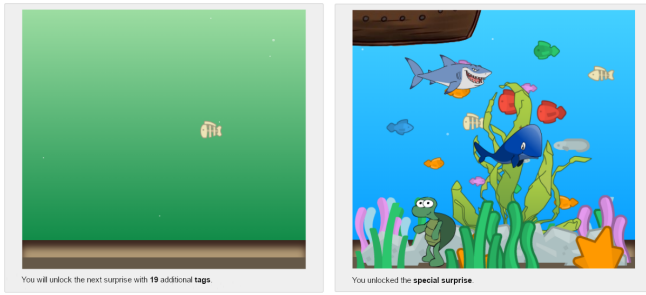 You will unlock the next surprise with 19 additional tags.
You unlocked the special surprise.